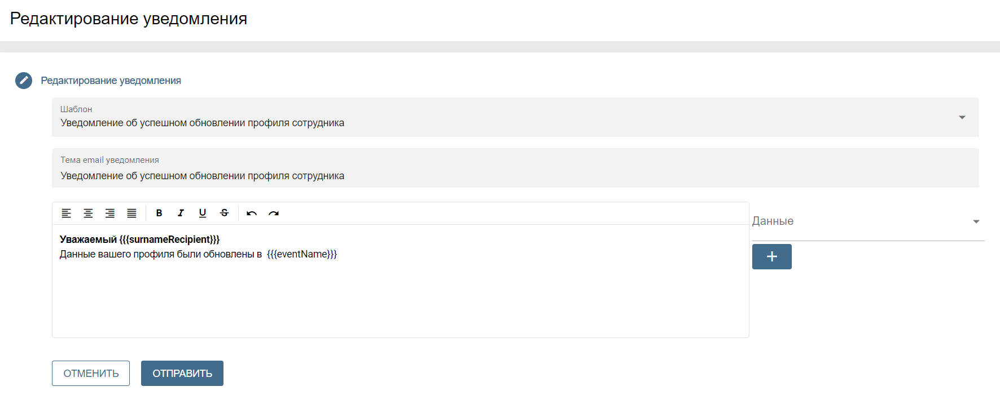 Редактирование уведомления
Редактирование уведомления
Шаблон
Уведомление об успешном обновлении профиля сотрудника
Тема email уведомления
Уведомление об успешном обновлении профиля сотрудника
B I U S
Данные
Уважаемый {{{surnameRecipient}}}
Данные вашего профиля были обновлены в  {{{eventName}}}
+
ОТМЕНИТЬ
ОТПРАВИТЬ